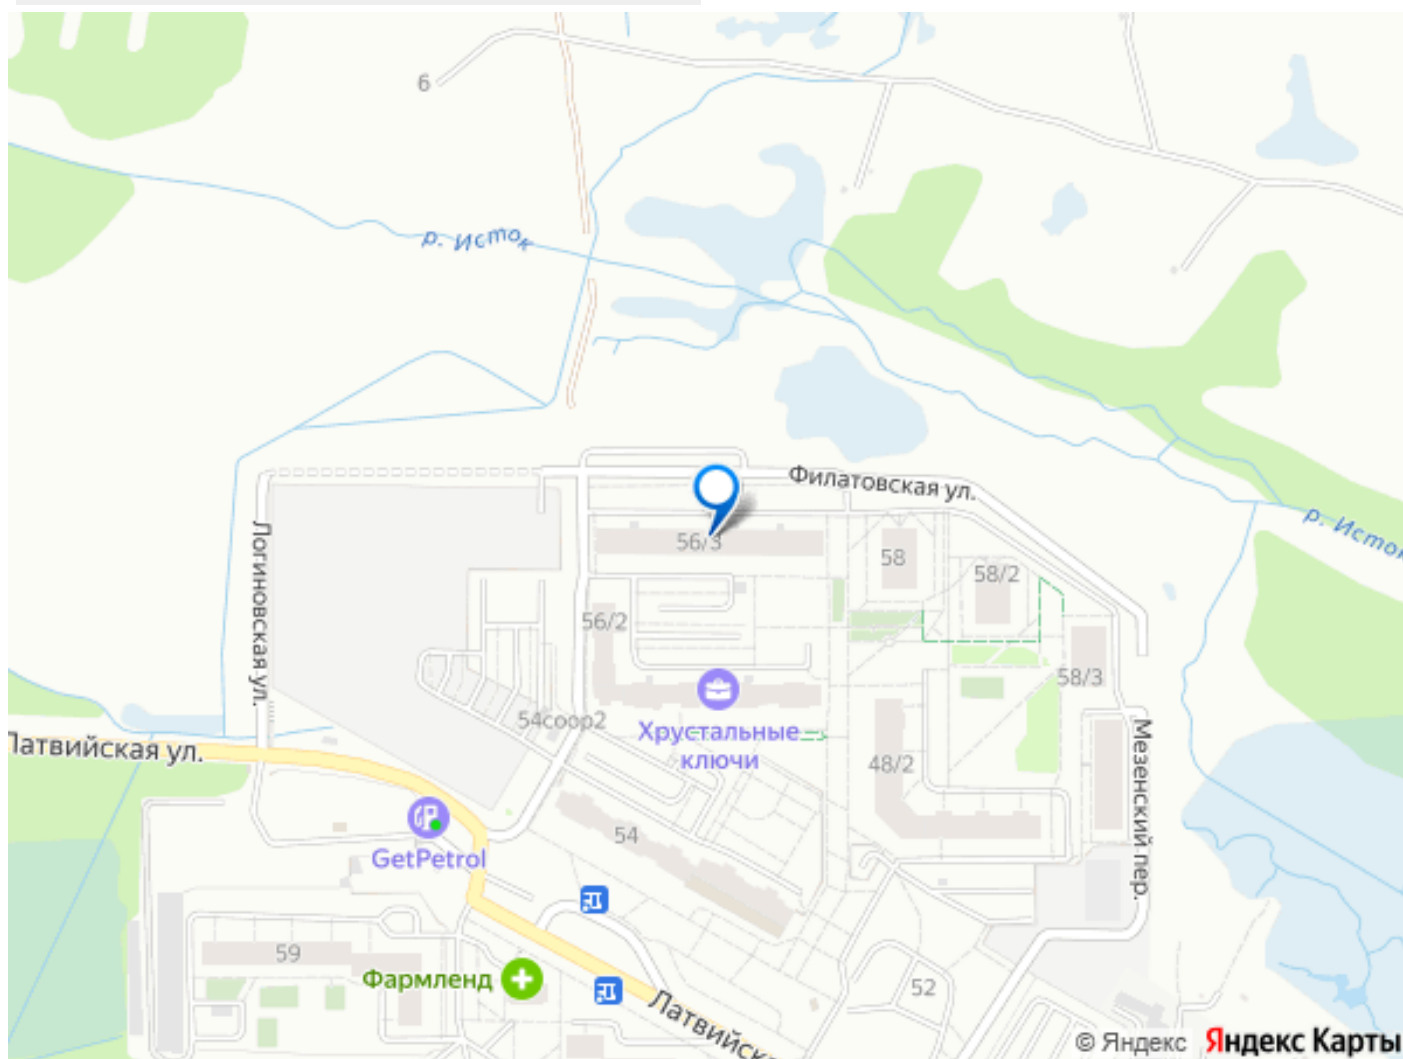 6
р. Исток
Филатовская ул.
р. Исток
56/3
58
58/2
Логиновская ул.
56/2
58/3
54соор2
Хрустальные
ключи
Латвийская ул.
48/2
Мезенский пер.
54
GetPetrol
59
Фармленд
52
Латвийска
© Яндекс
Яндекс Карты